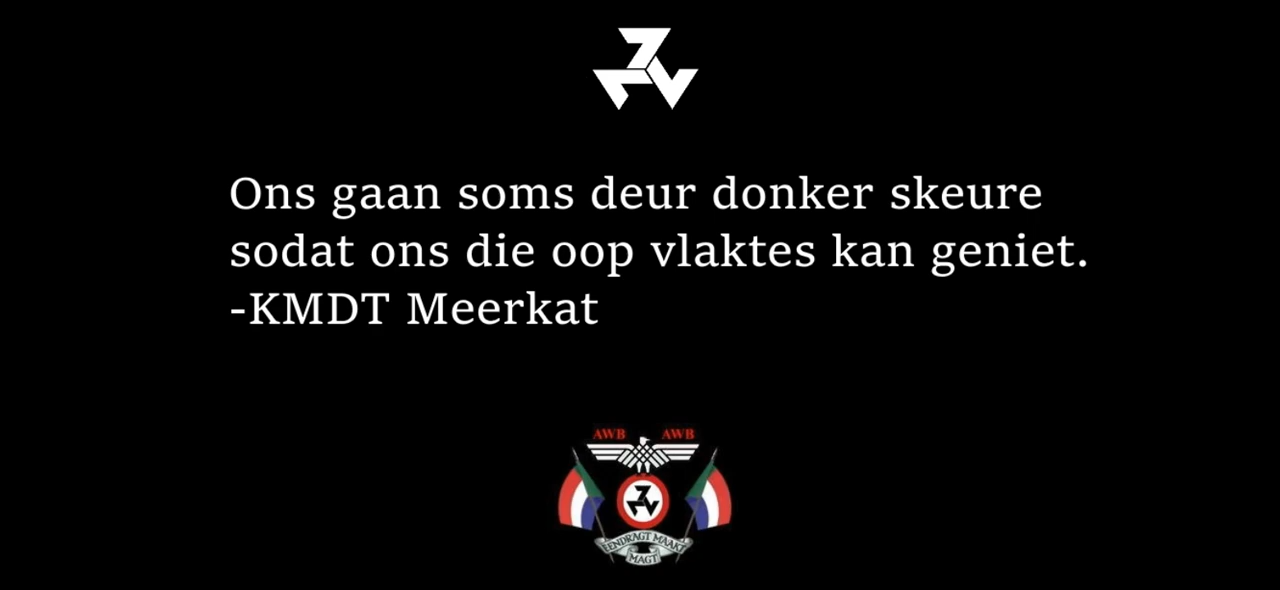 Ons gaan soms deur donker skeure
sodat ons die oop vlaktes kan geniet.
-KMDT Meerkat
AWB AWB
EENDRAGT MAAKT
MAGT